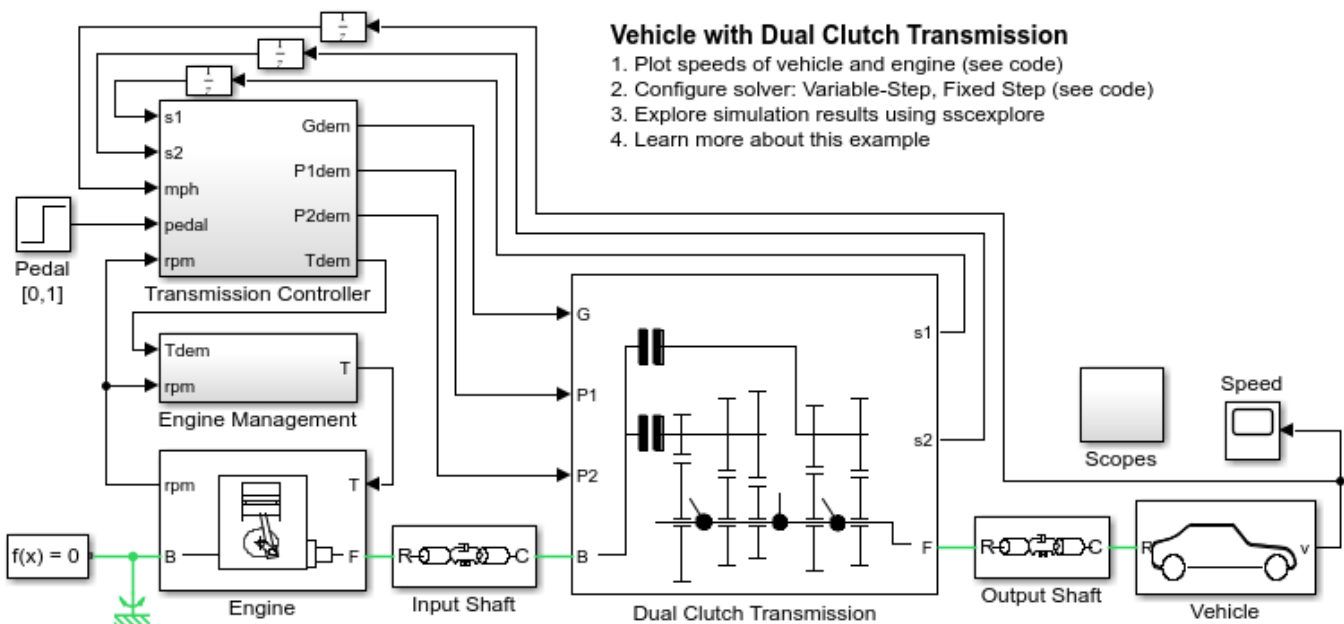 Vehicle with Dual Clutch Transmission
1. Plot speeds of vehicle and engine (see code)
2. Configure solver: Variable-Step, Fixed Step (see code)
3. Explore simulation results using sscexplore
4. Learn more about this example
1
z
1
z
1
z
s1
s2
mph
pedal
rpm
Gdem
P1dem
P2dem
Tdem
Transmission Controller
Pedal
[0,1]
Tdem
rpm
T
Engine Management
rpm
T
B
F
Engine
f(x) = 0
R
C
Input Shaft
G
P1
P2
B
s1
s2
F
Dual Clutch Transmission
R
C
Output Shaft
Scopes
Speed
R
v
Vehicle